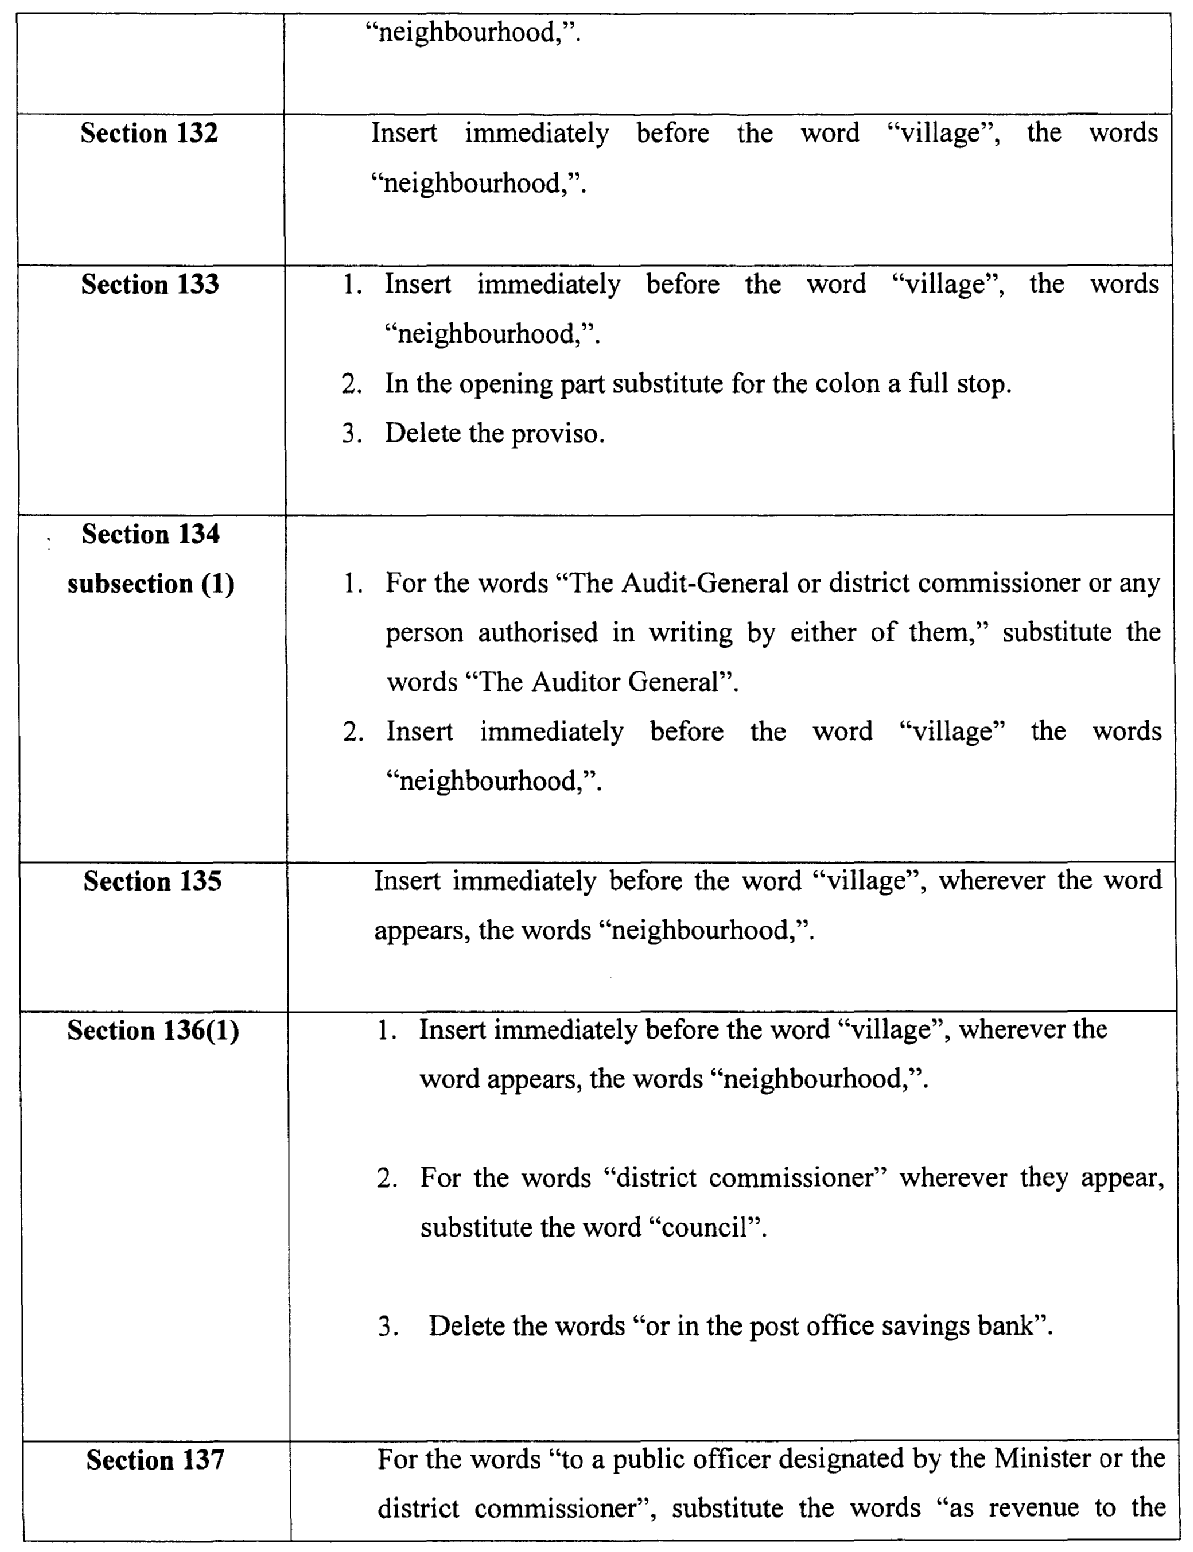 “neighbourhood,”.
Section 132
Insert immediately before the word “village”, the words
“neighbourhood,”.
Section 133
1. Insert immediately before the word “village”, the words
“neighbourhood,”.
2. In the opening part substitute for the colon a full stop.
3. Delete the proviso.
Section 134
subsection (1)
1. For the words “The Audit-General or district commissioner or any
person authorised in writing by either of them,” substitute the
words “The Auditor General”.
2. Insert immediately before the word “village” the words
“neighbourhood,”.
Section 135
Insert immediately before the word “village”, wherever the word
appears, the words “neighbourhood,”.
Section 136(1)
1. Insert immediately before the word “village”, wherever the
word appears, the words “neighbourhood,”.
2. For the words “district commissioner” wherever they appear,
substitute the word “council”.
3. Delete the words “or in the post office savings bank”.
Section 137
For the words “to a public officer designated by the Minister or the
district commissioner”, substitute the words “as revenue to the